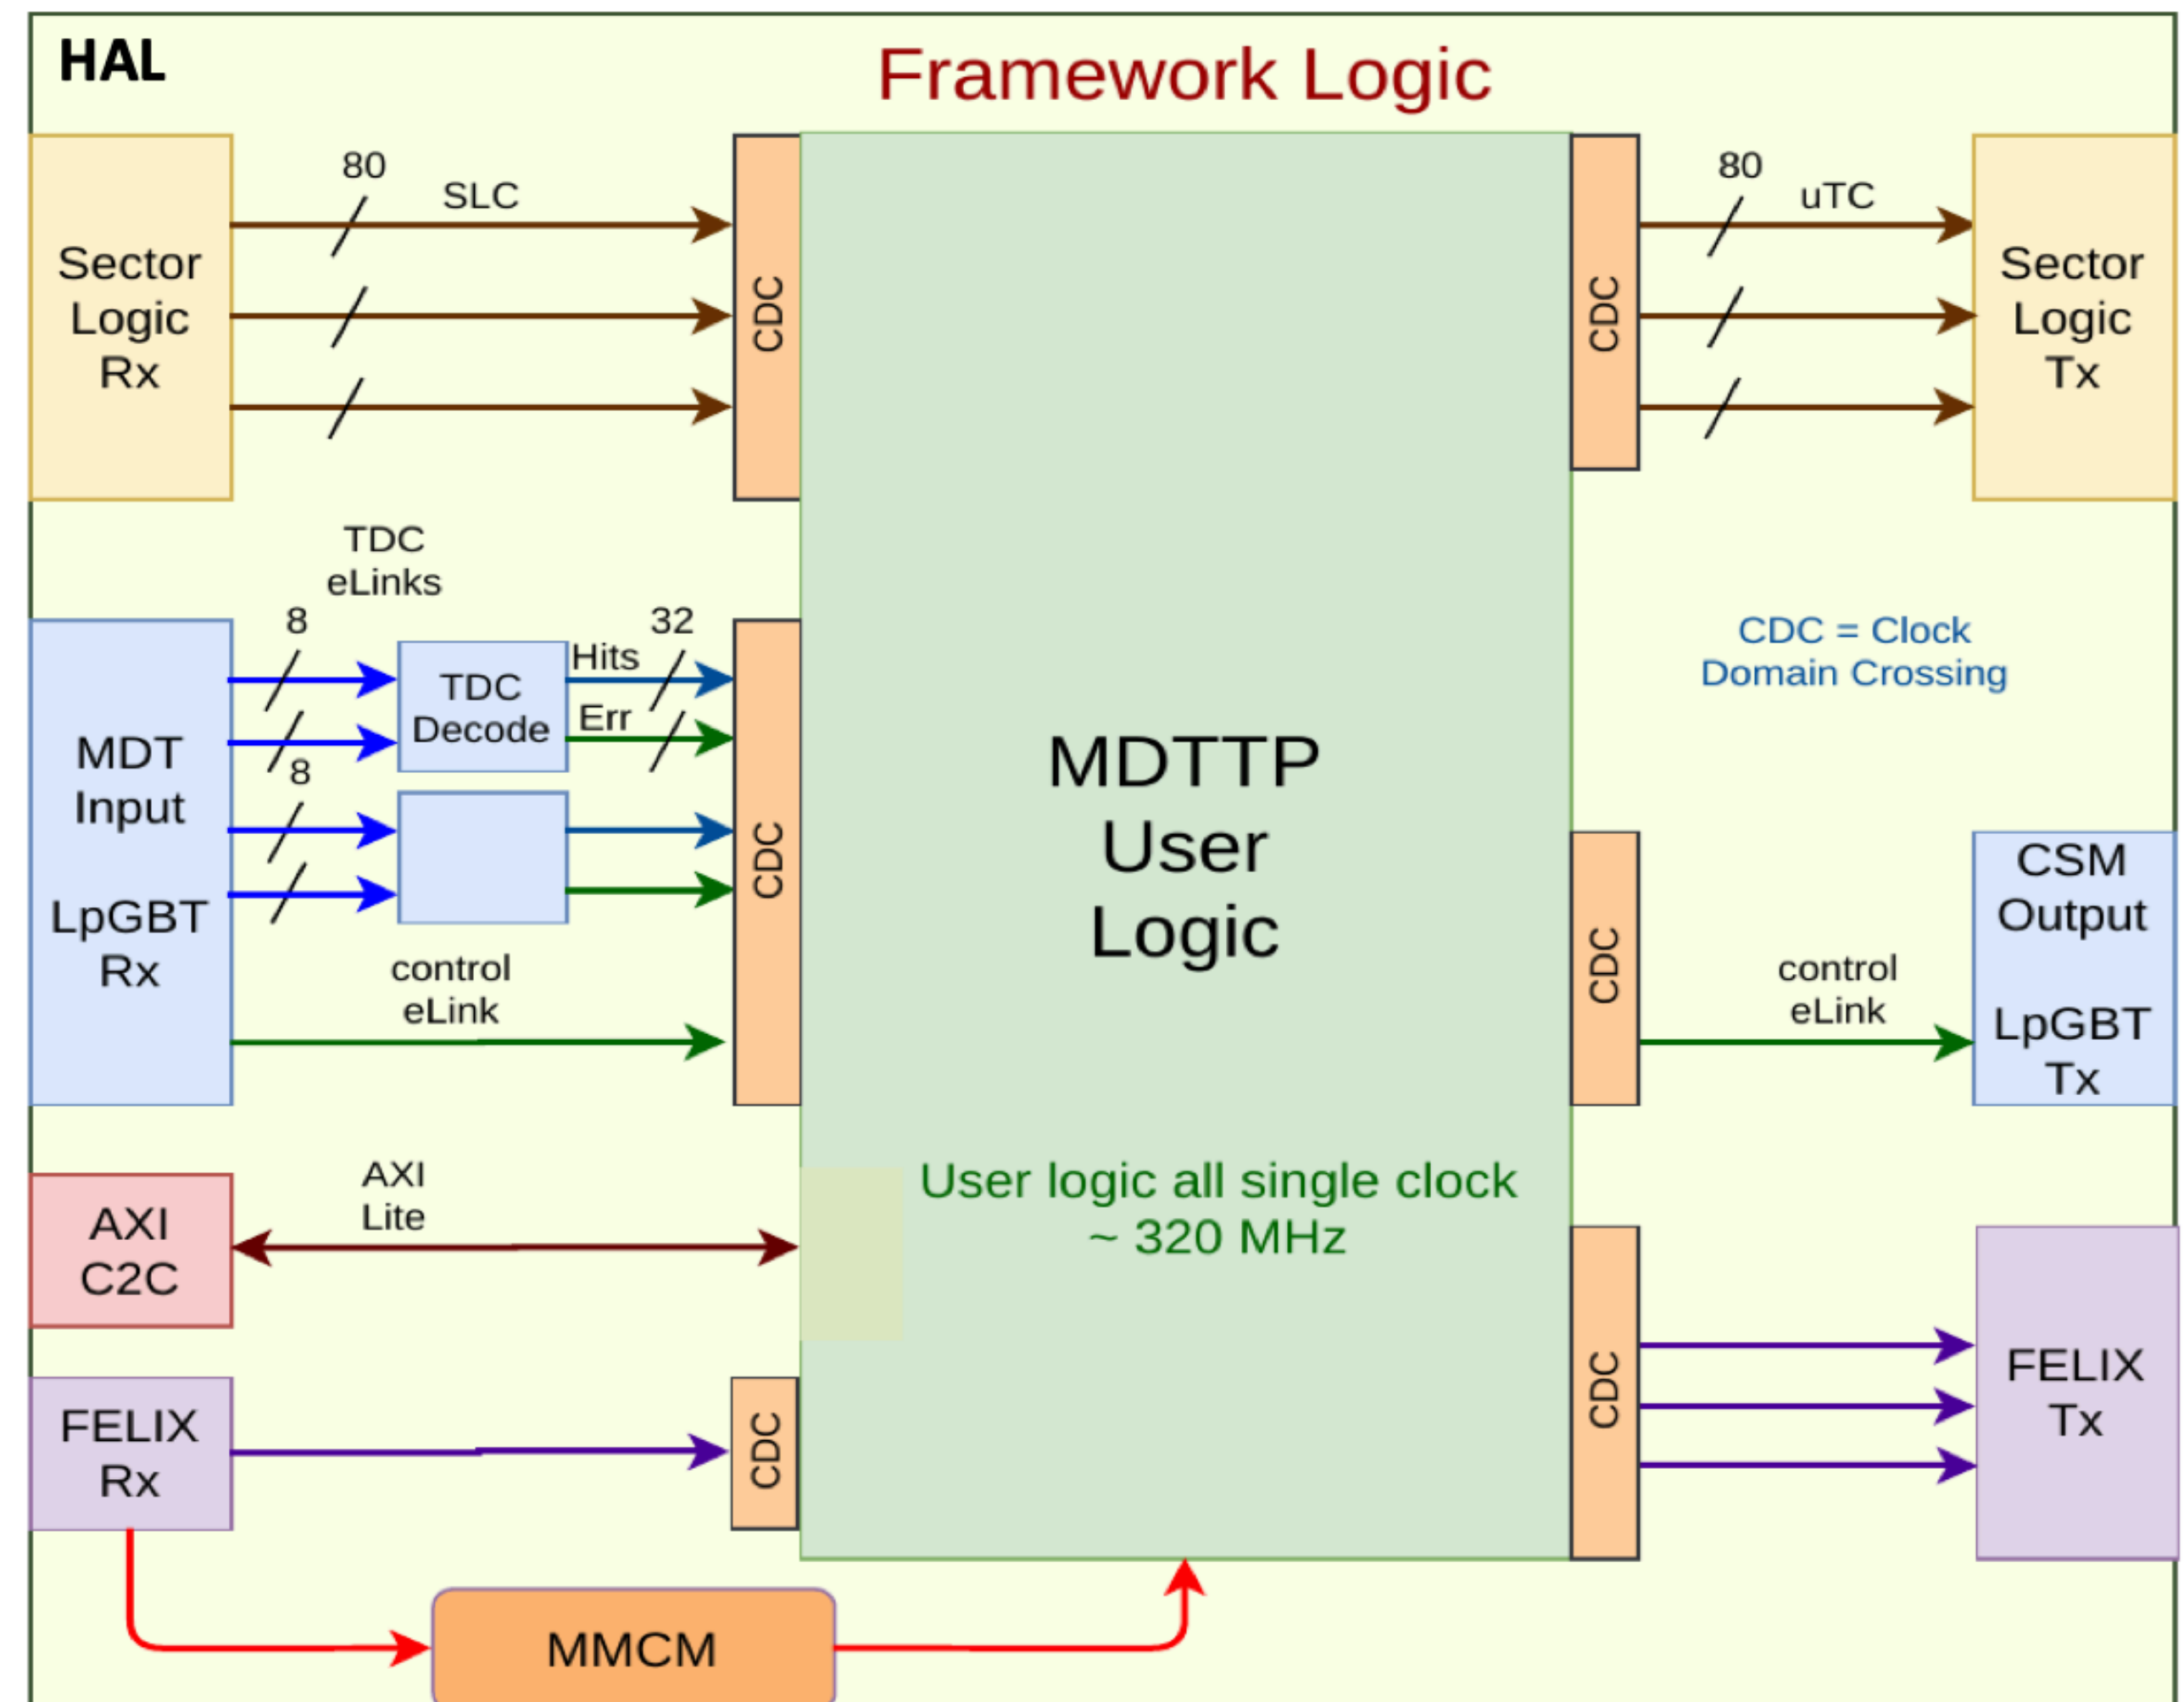 HAL
Framework Logic
80
SLC
Sector
Logic
Rx
CDC
CDC
80
uTC
Sector
Logic
Tx
TDC
eLinks
8
32
Hits
TDC
Decode
Err
8
MDT
Input
LpGBT
Rx
control
eLink
CDC
MDTTP
User
Logic
CDC = Clock
Domain Crossing
CDC
control
eLink
CSM
Output
LpGBT
Tx
AXI
C2C
AXI
Lite
User logic all single clock
~ 320 MHz
FELIX
Rx
CDC
CDC
FELIX
Tx
MMCM